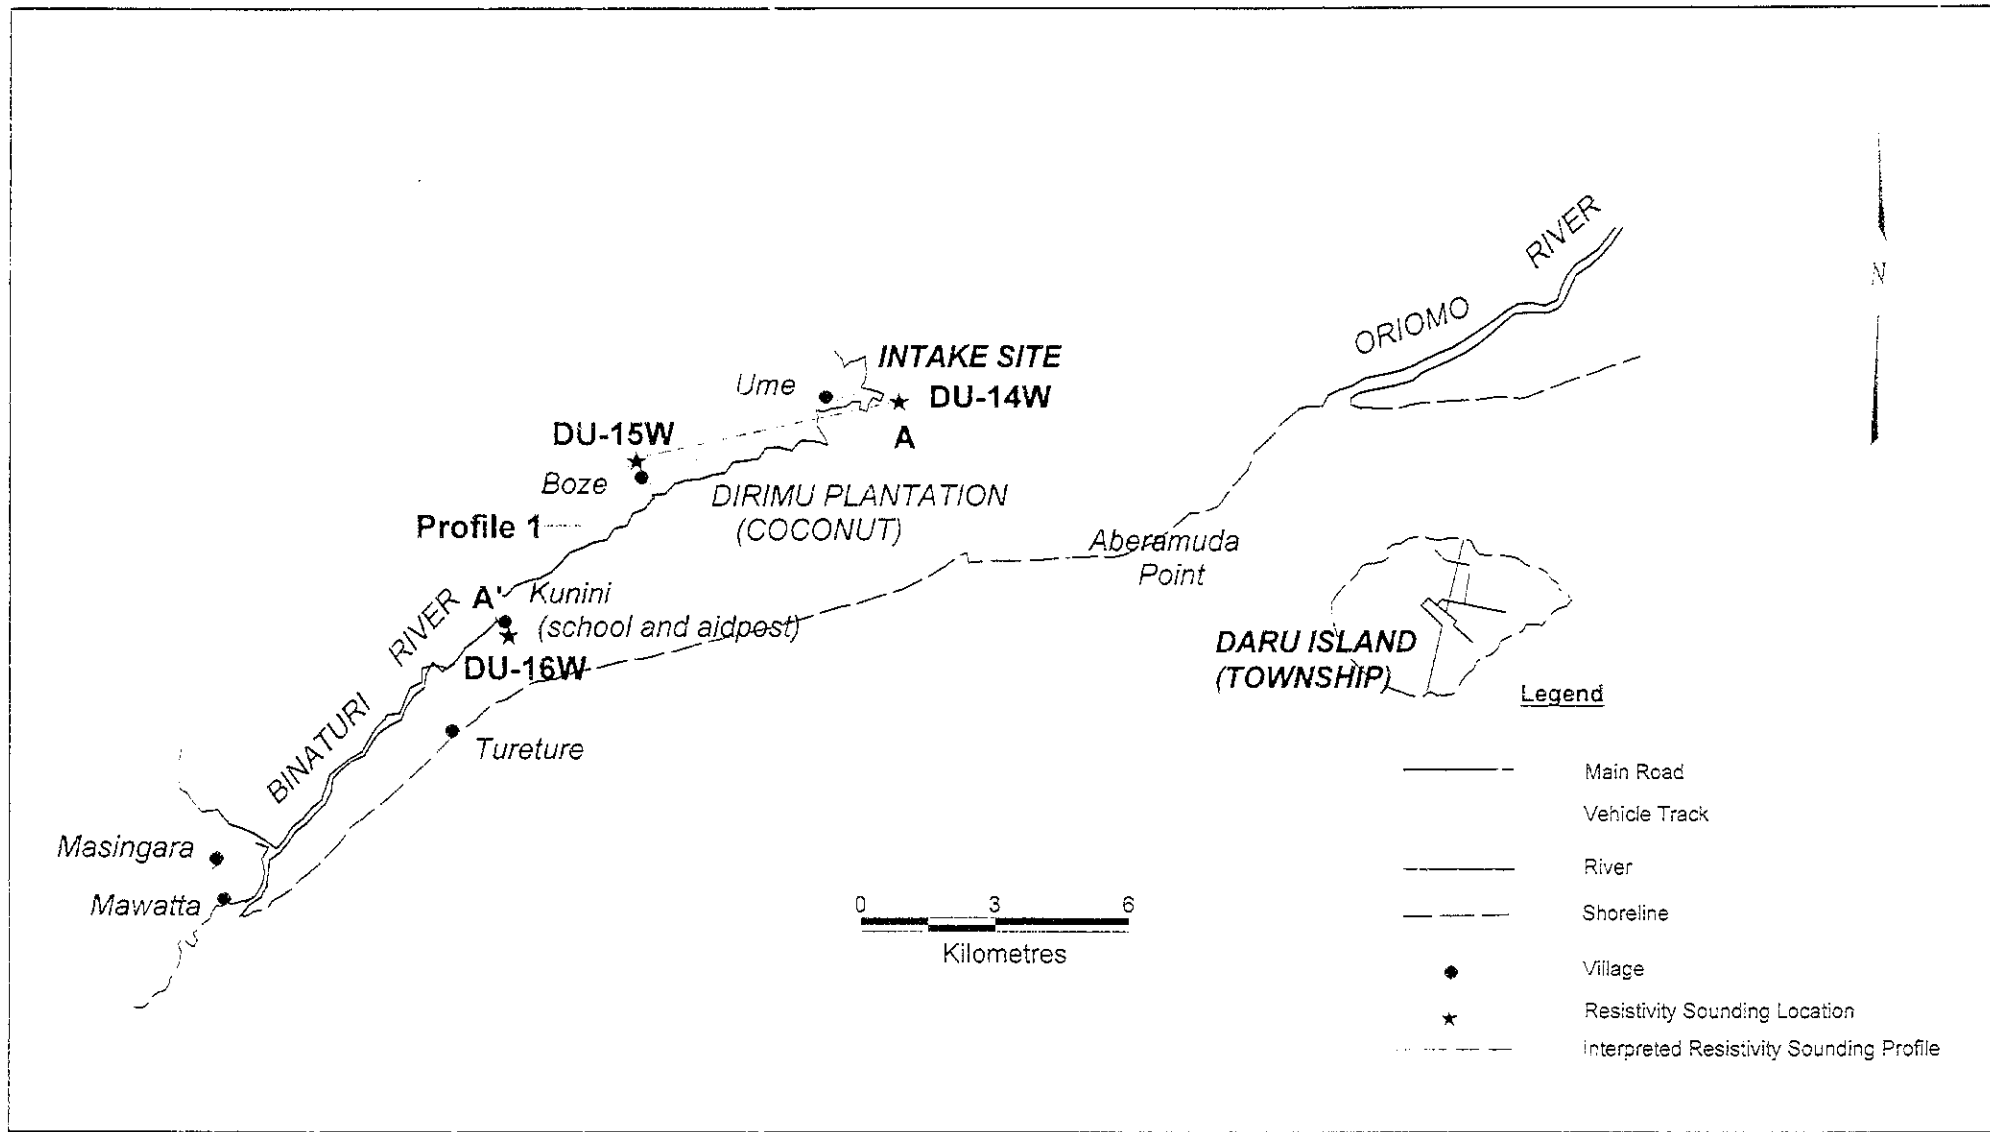 RIVER
N
ORIOMO
INTAKE SITE
Ume
DU-14W
DU-15W
A
Boze
DIRIMU PLANTATION
(COCONUT)
Profile 1
Aberamuda
Point
A'
Kunini
(school and aidpost)
RIVER
DU-16W
DARU ISLAND
(TOWNSHIP)
Legend
BINATURI
Tureture
Main Road
Vehicle Track
Masingara
River
Mawatta
0 3 6
Kilometres
Shoreline
Village
Resistivity Sounding Location
Interpreted Resistivity Sounding Profile